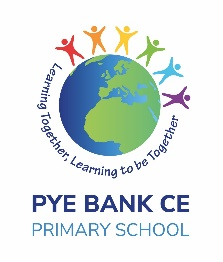 Learning Together, Learning to be Together
PYE BANK CE
PRIMARY SCHOOL